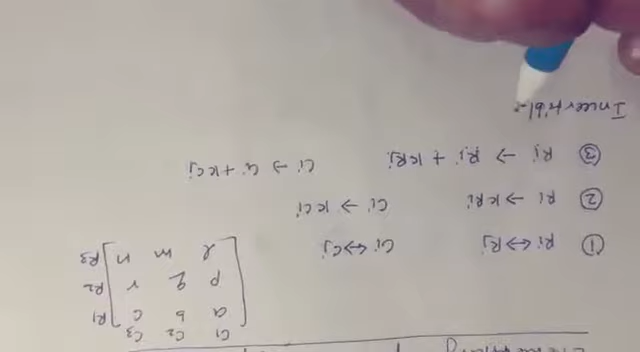 C1 C2 C3
a b c R1
p q r R2
l m n R3
① Ri ↔ Rj Ci ↔ Cj
② Ri → KRi Ci → KCi
③ Ri → Ri + KRj Ci → Ci + KCj
Invertible